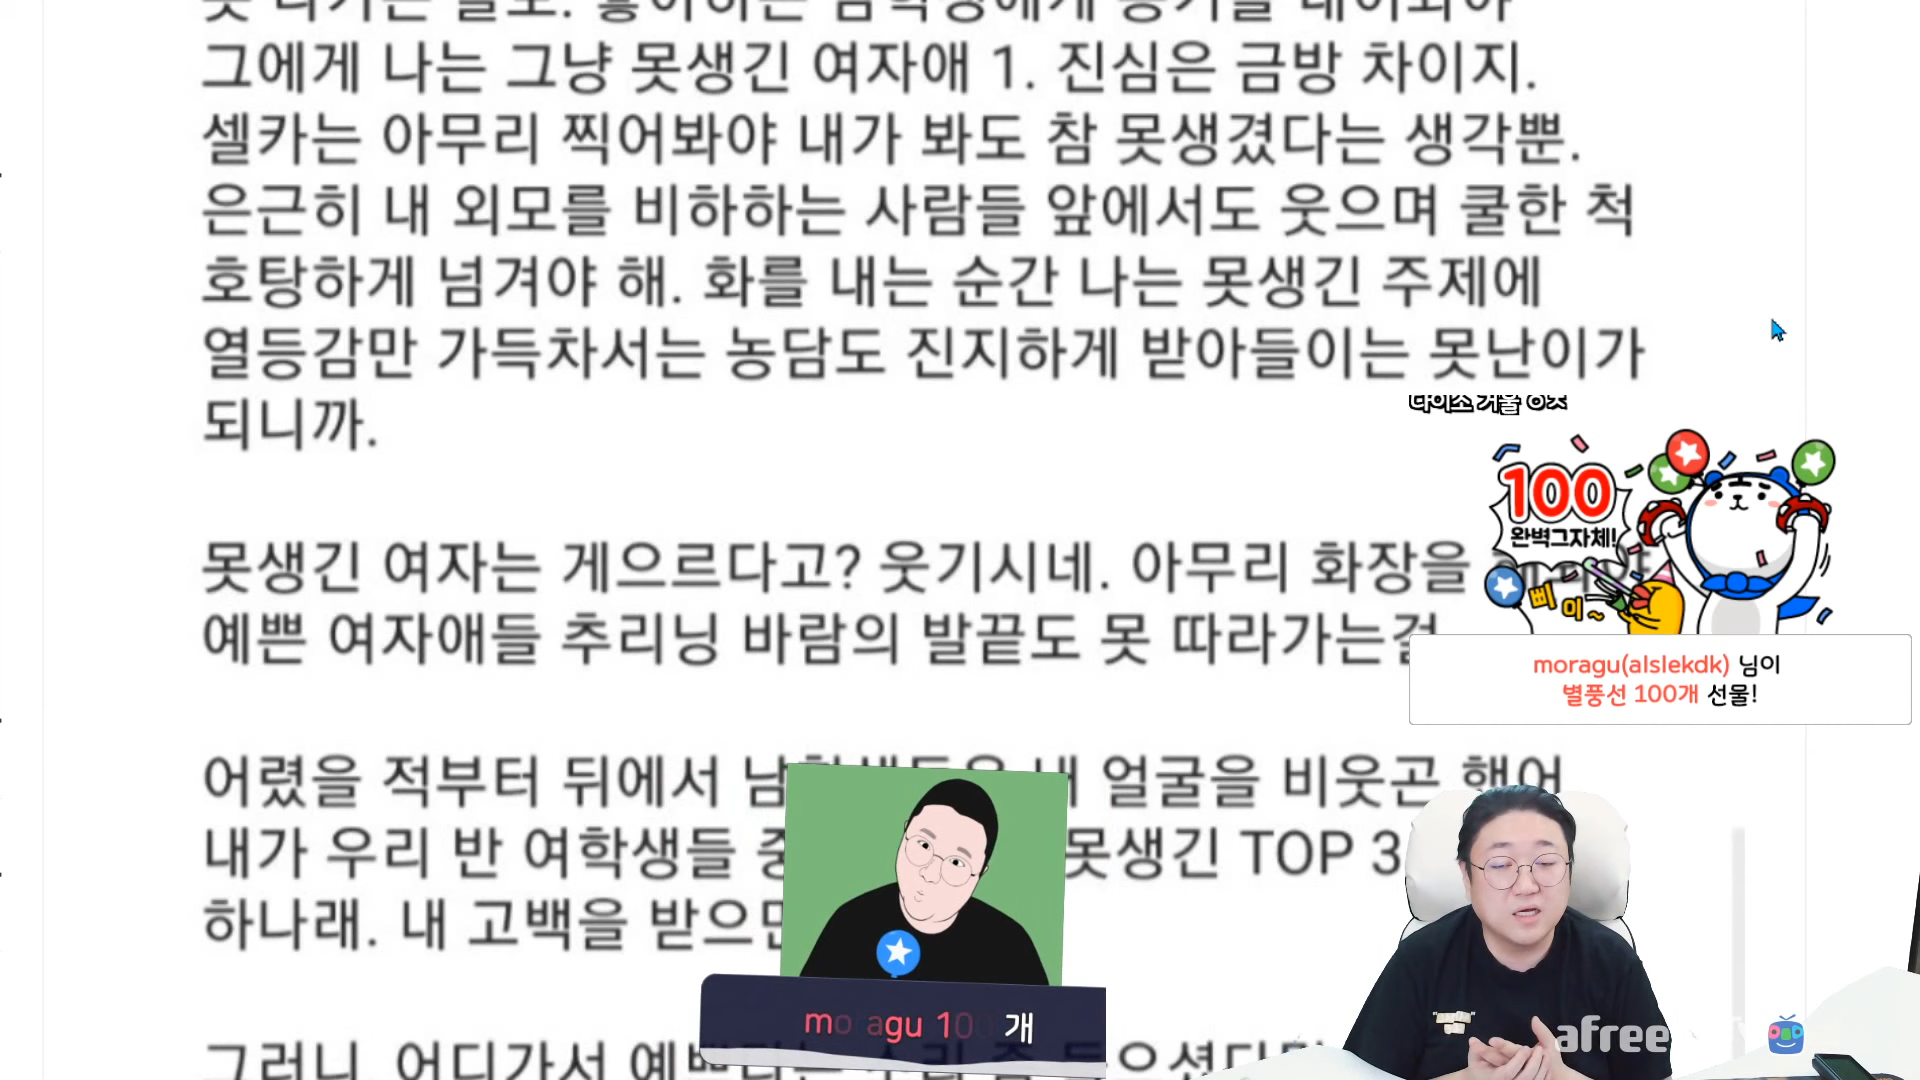 그에게 나는 그냥 못생긴 여자애 1. 진심은 금방 차이지.
셀카는 아무리 찍어봐야 내가 봐도 참 못생겼다는 생각뿐.
은근히 내 외모를 비하하는 사람들 앞에서도 웃으며 쿨한 척
호탕하게 넘겨야 해. 화를 내는 순간 나는 못생긴 주제에
열등감만 가득차서는 농담도 진지하게 받아들이는 못난이가
되니까.
못생긴 여자는 게으르다고? 웃기시네. 아무리 화장을
예쁜 여자애들 추리닝 바람의 발끝도 못 따라가는걸
어렸을 적부터 뒤에서 얼굴을 비웃곤 했어
내가 우리 반 여학생들 못생긴 TOP 3
하나래. 내 고백을
그러니, 어디가서
100
완벽그자체!
삐이~
moragu(alslekdk) 님이
별풍선 100개 선물!
개